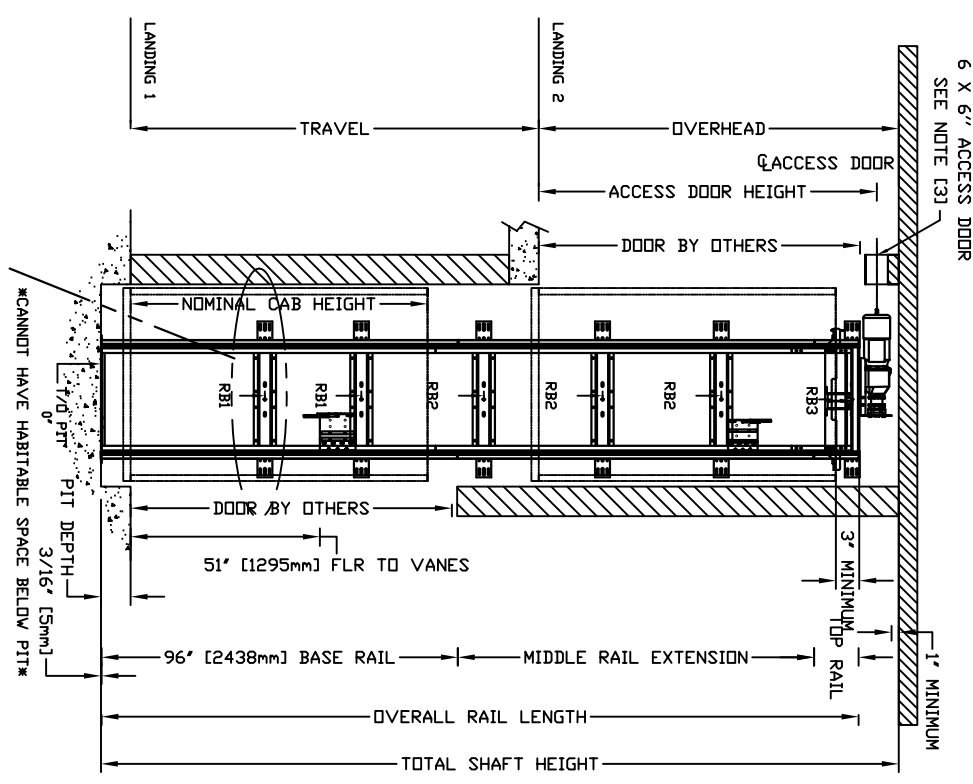 6 X 6" ACCESS DOOR
SEE NOTE [3]
LANDING 1
LANDING 2
TRAVEL
OVERHEAD
℄ACCESS DOOR
ACCESS DOOR HEIGHT
DOOR BY OTHERS
NOMINAL CAB HEIGHT
RB1
RB1
RB2
RB2
RB2
RB3
T/O PIT
0"
DOOR BY OTHERS
51" [1295mm] FLR TO VANES
PIT DEPTH
3/16" [5mm]
*CANNOT HAVE HABITABLE SPACE BELOW PIT*
3" MINIMUM
TOP RAIL
1" MINIMUM
96" [2438mm] BASE RAIL
MIDDLE RAIL EXTENSION
OVERALL RAIL LENGTH
TOTAL SHAFT HEIGHT